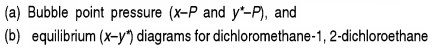 (a) Bubble point pressure (x–P and y*–P), and
(b) equilibrium (x–y*) diagrams for dichloromethane-1, 2-dichloroethane